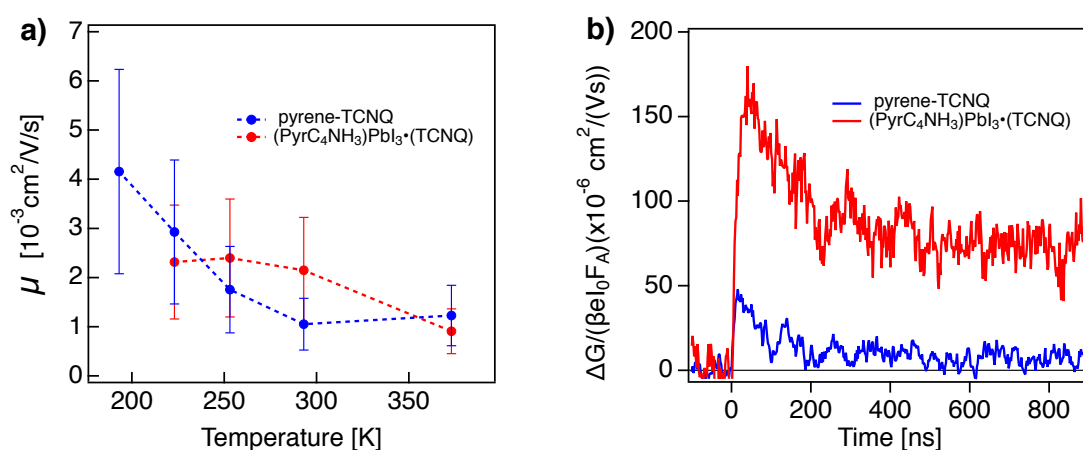 a)
7
6
5
4
3
2
1
0
μ [10⁻³cm²/V/s]
pyrene-TCNQ
(PyrC₄NH₃)PbI₃•(TCNQ)
200
250
300
350
Temperature [K]
b)
200
150
100
50
0
ΔG/(βeI₀F_A)(x10⁻⁶ cm²/(Vs))
pyrene-TCNQ
(PyrC₄NH₃)PbI₃•(TCNQ)
0
200
400
600
800
Time [ns]